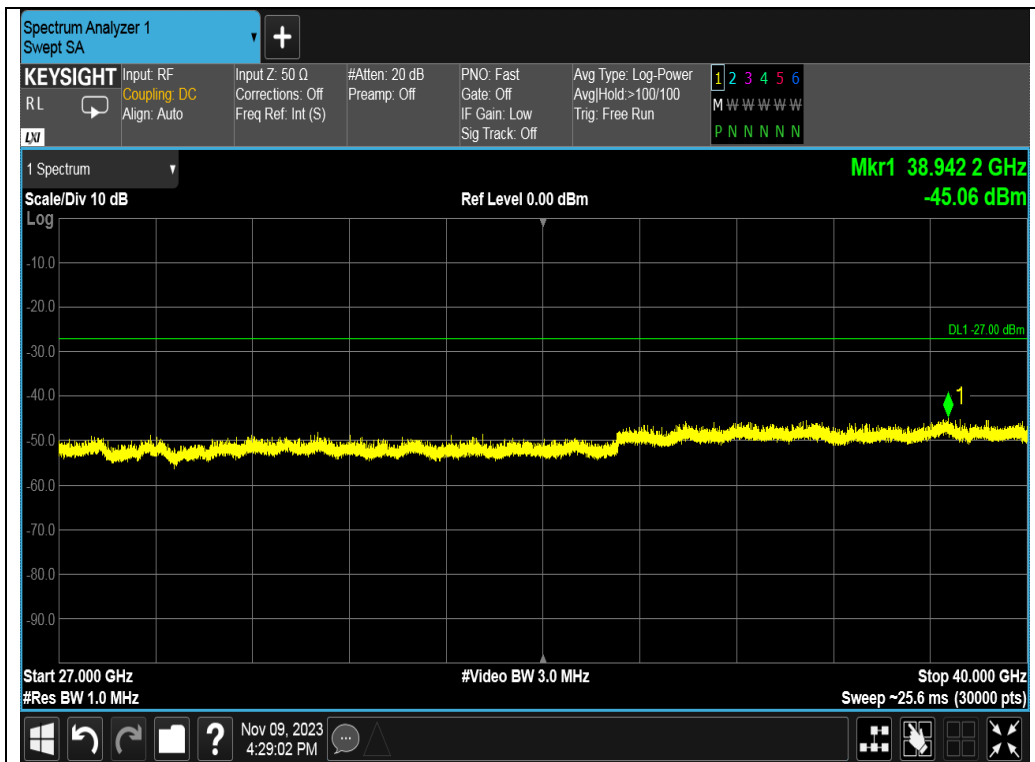 Spectrum Analyzer 1
Swept SA
KEYSIGHT
RL
LXI
Input: RF
Coupling: DC
Align: Auto
Input Z: 50 Ω
Corrections: Off
Freq Ref: Int (S)
#Atten: 20 dB
Preamp: Off
PNO: Fast
Gate: Off
IF Gain: Low
Sig Track: Off
Avg Type: Log-Power
Avg|Hold:>100/100
Trig: Free Run
1 2 3 4 5 6
M W W W W W
P N N N N N
1 Spectrum
Mkr1 38.942 2 GHz
-45.06 dBm
Scale/Div 10 dB
Ref Level 0.00 dBm
Log
-10.0
-20.0
DL1 -27.00 dBm
-30.0
-40.0
1
-50.0
-60.0
-70.0
-80.0
-90.0
Start 27.000 GHz
#Video BW 3.0 MHz
Stop 40.000 GHz
#Res BW 1.0 MHz
Sweep ~25.6 ms (30000 pts)
?
Nov 09, 2023
4:29:02 PM